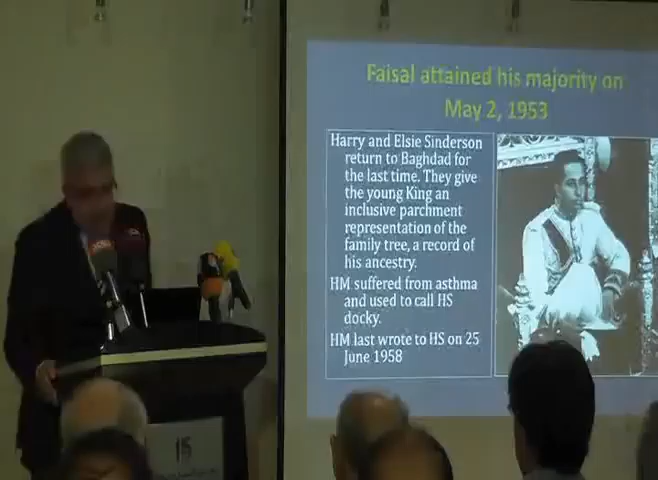 Faisal attained his majority on
May 2, 1953
Harry and Elsie Sinderson
return to Baghdad for
the last time. They give
the young King an
inclusive parchment
representation of the
family tree, a record of
his ancestry.
HM suffered from asthma
and used to call HS
docky.
HM last wrote to HS on 25
June 1958